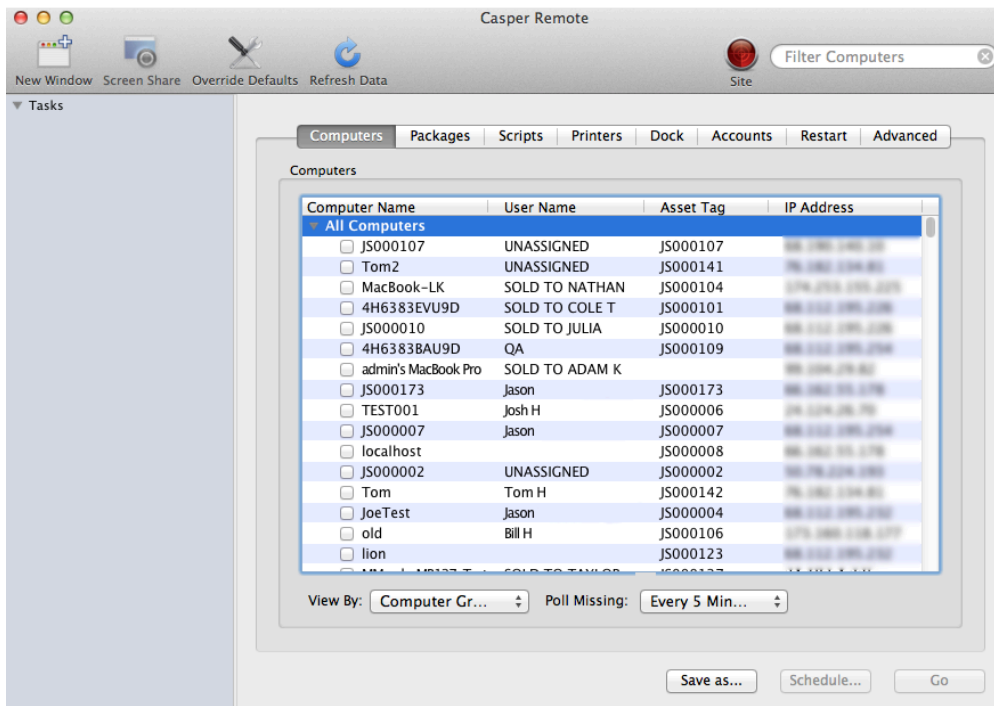 Casper Remote
New Window Screen Share Override Defaults Refresh Data Site Filter Computers
Tasks
Computers Packages Scripts Printers Dock Accounts Restart Advanced
Computers
Computer Name User Name Asset Tag IP Address
All Computers
JS000107 UNASSIGNED JS000107
Tom2 UNASSIGNED JS000141
MacBook-LK SOLD TO NATHAN JS000104
4H6383EVU9D SOLD TO COLE T JS000101
JS000010 SOLD TO JULIA JS000010
4H6383BAU9D QA JS000109
admin's MacBook Pro SOLD TO ADAM K
JS000173 Jason JS000173
TEST001 Josh H JS000006
JS000007 Jason JS000007
localhost JS000008
JS000002 UNASSIGNED JS000002
Tom Tom H JS000142
JoeTest Jason JS000004
old Bill H JS000106
lion JS000123
View By: Computer Gr... Poll Missing: Every 5 Min...
Save as... Schedule... Go